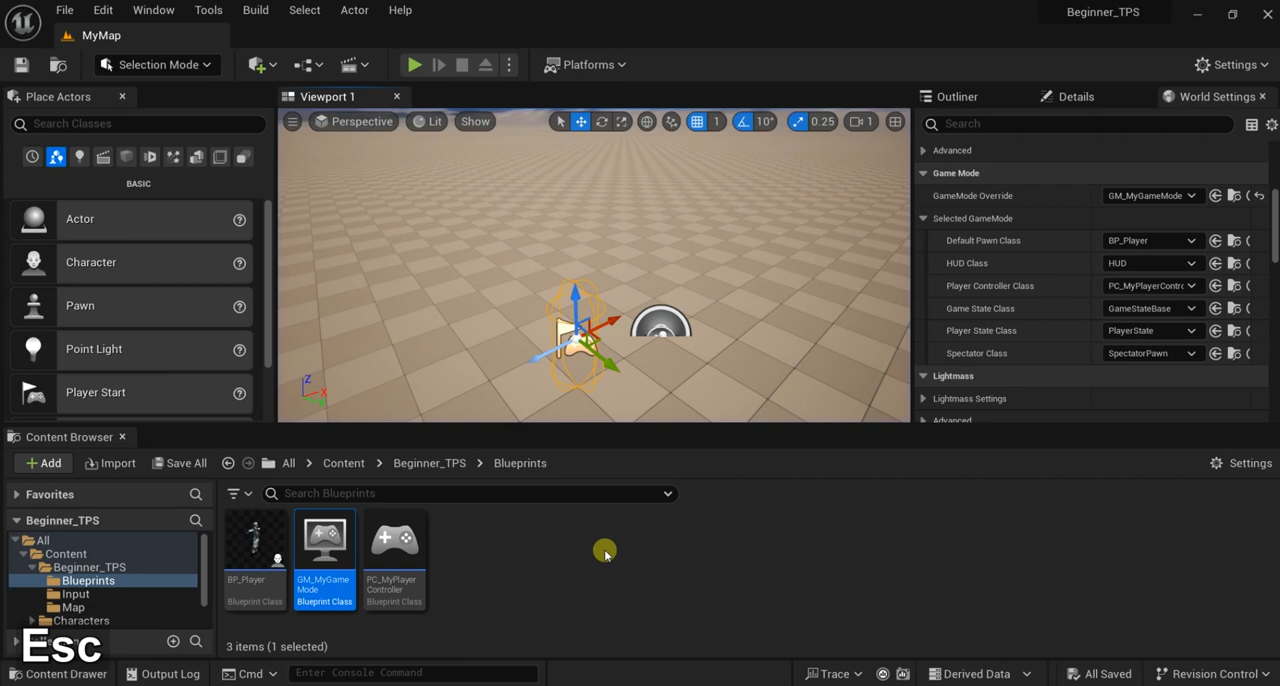 File Edit Window Tools Build Select Actor Help
Beginner_TPS
MyMap
Selection Mode
Platforms
Settings
Place Actors
Viewport 1
Outliner
Details
World Settings
Search Classes
Perspective
Lit
Show
1
10°
0.25
1
Search
BASIC
Advanced
Game Mode
GameMode Override
GM_MyGameMode
Selected GameMode
Default Pawn Class
BP_Player
HUD Class
HUD
Player Controller Class
PC_MyPlayerContr
Game State Class
GameStateBase
Player State Class
PlayerState
Spectator Class
SpectatorPawn
Lightmass
Lightmass Settings
Advanced
Actor
Character
Pawn
Point Light
Player Start
Z
X
Content Browser
Add
Import
Save All
All
Content
Beginner_TPS
Blueprints
Settings
Favorites
Search Blueprints
Beginner_TPS
All
Content
Beginner_TPS
Blueprints
Input
Map
Characters
BP_Player
Blueprint Class
GM_MyGame
Mode
Blueprint Class
PC_MyPlayer
Controller
Blueprint Class
3 items (1 selected)
Esc
Content Drawer
Output Log
Cmd
Enter Console Command
Trace
Derived Data
All Saved
Revision Control